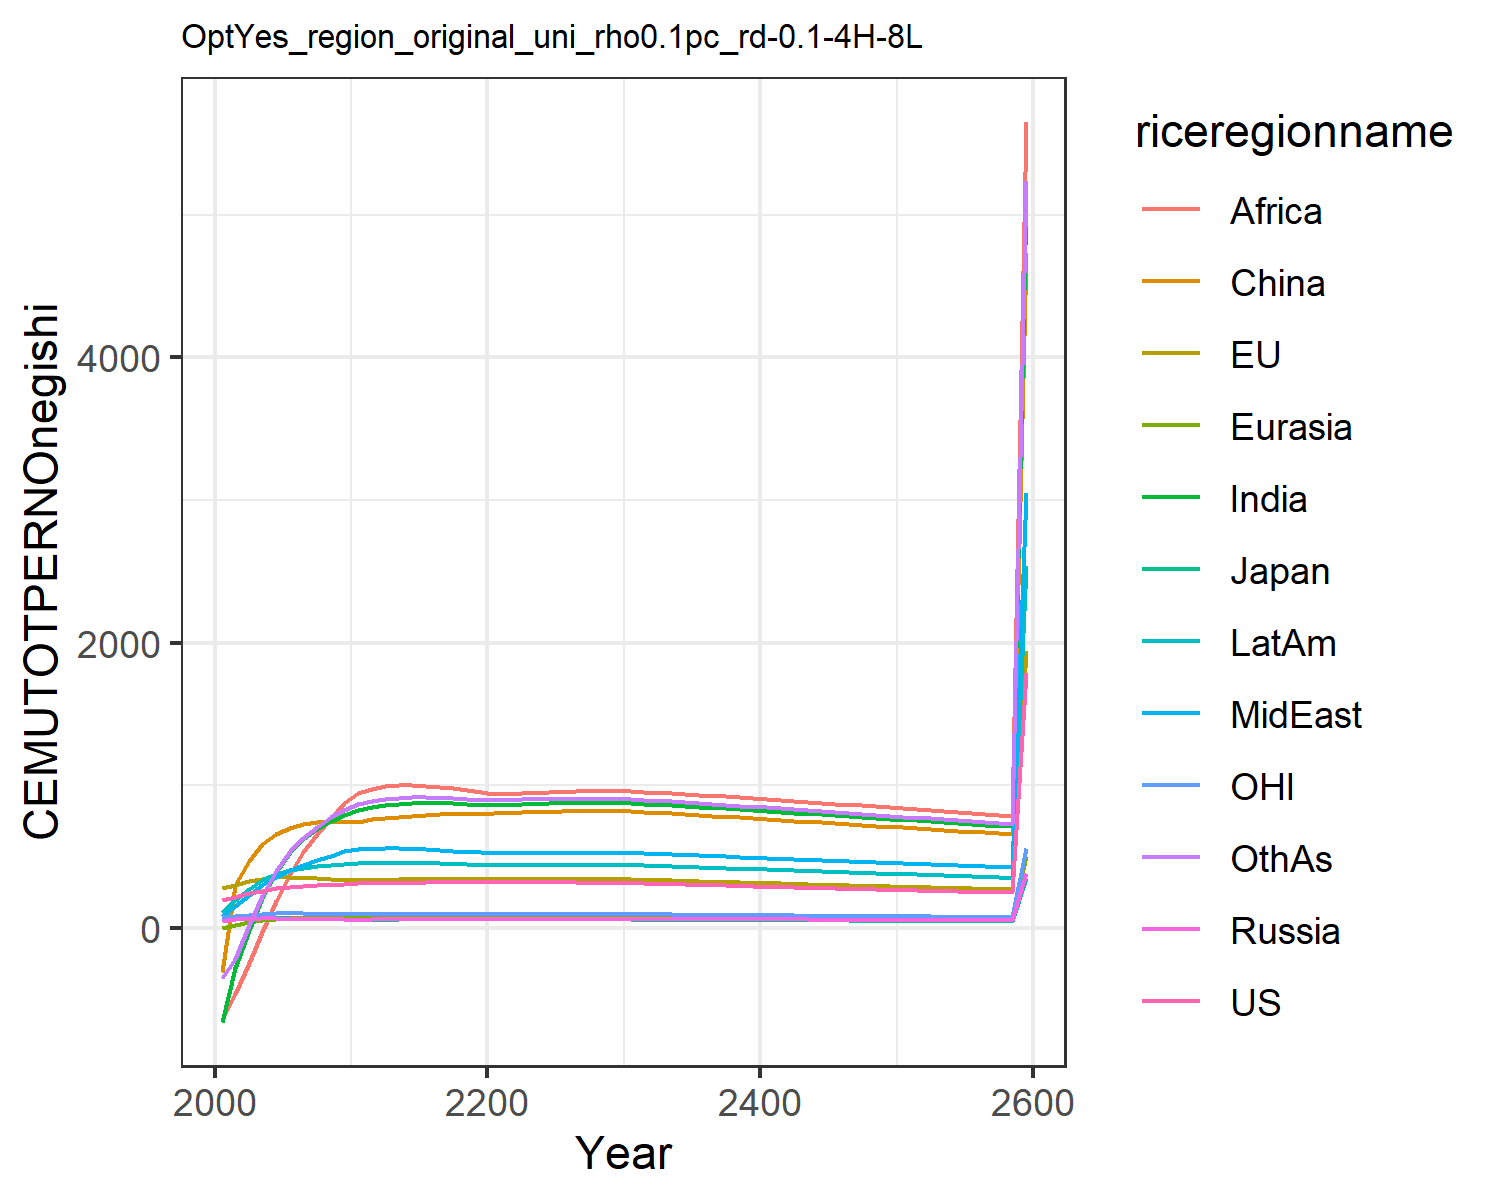 OptYes_region_original_uni_rho0.1pc_rd-0.1-4H-8L
CEMUTOTPERNOnegishi
4000
2000
0
2000
2200
2400
2600
Year
riceregionname
Africa
China
EU
Eurasia
India
Japan
LatAm
MidEast
OHI
OthAs
Russia
US